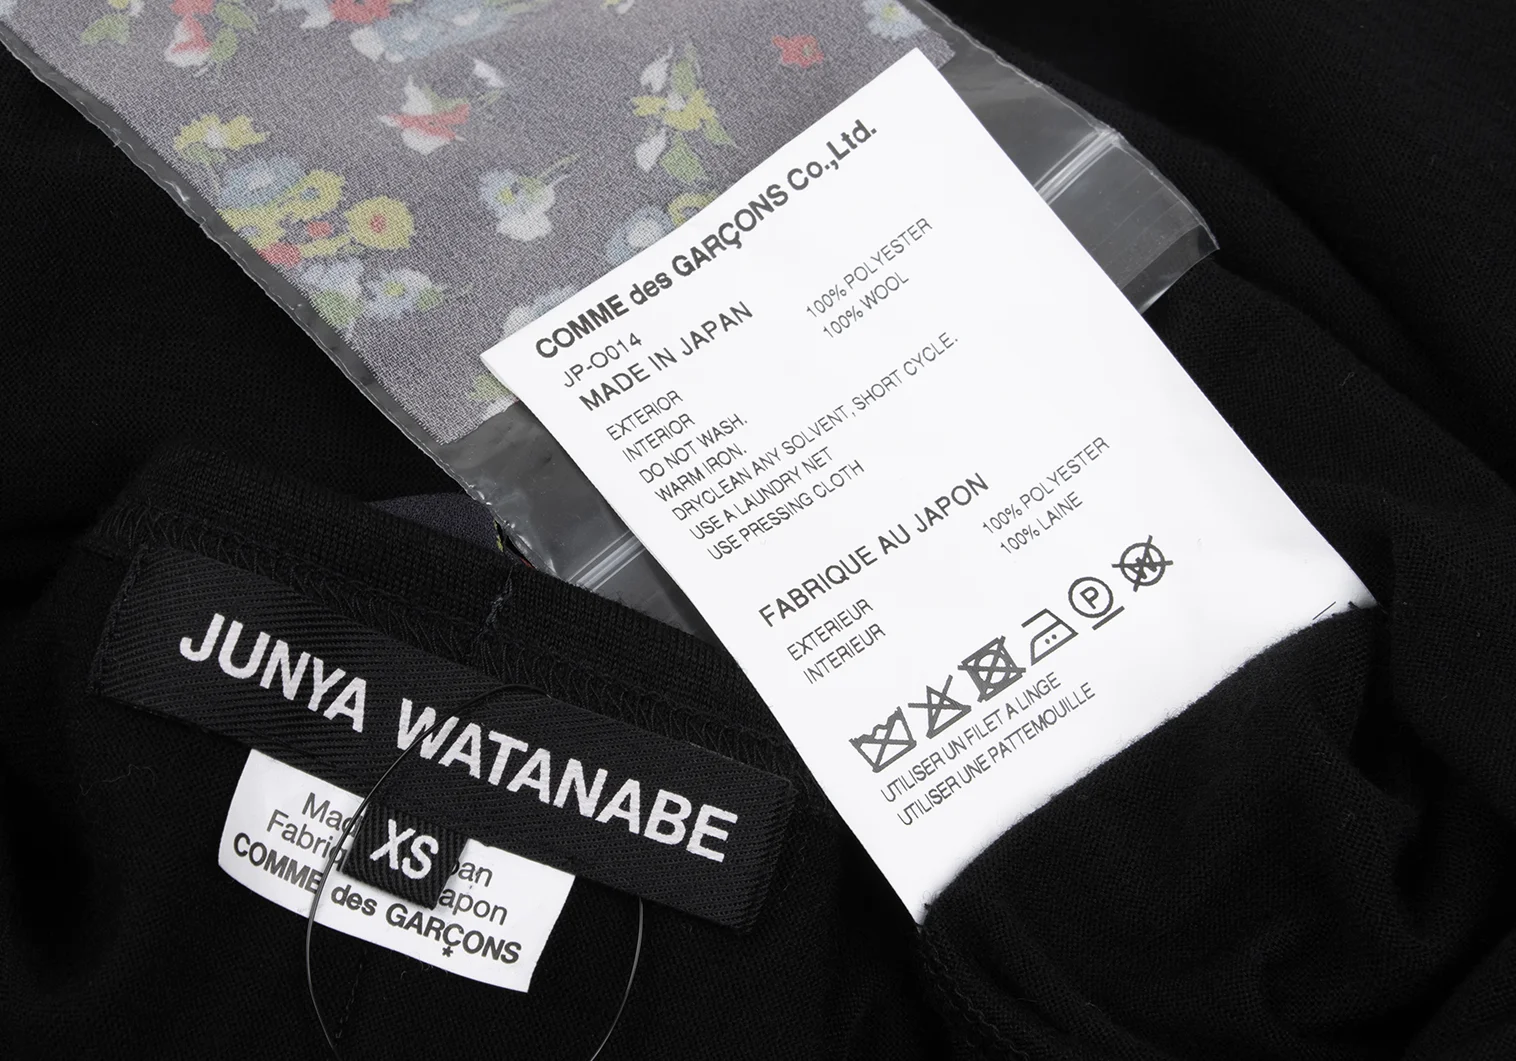 COMME des GARÇONS Co.,Ltd.
JP-O014
MADE IN JAPAN
EXTERIOR 100% POLYESTER
INTERIOR 100% WOOL
DO NOT WASH.
WARM IRON.
DRYCLEAN ANY SOLVENT, SHORT CYCLE.
USE A LAUNDRY NET
USE PRESSING CLOTH
FABRIQUE AU JAPON
EXTERIEUR 100% POLYESTER
INTERIEUR 100% LAINE
P
W
UTILISER UN FILET A LINGE
UTILISER UNE PATTEMOUILLE
JUNYA WATANABE
XS
COMME des GARÇONS